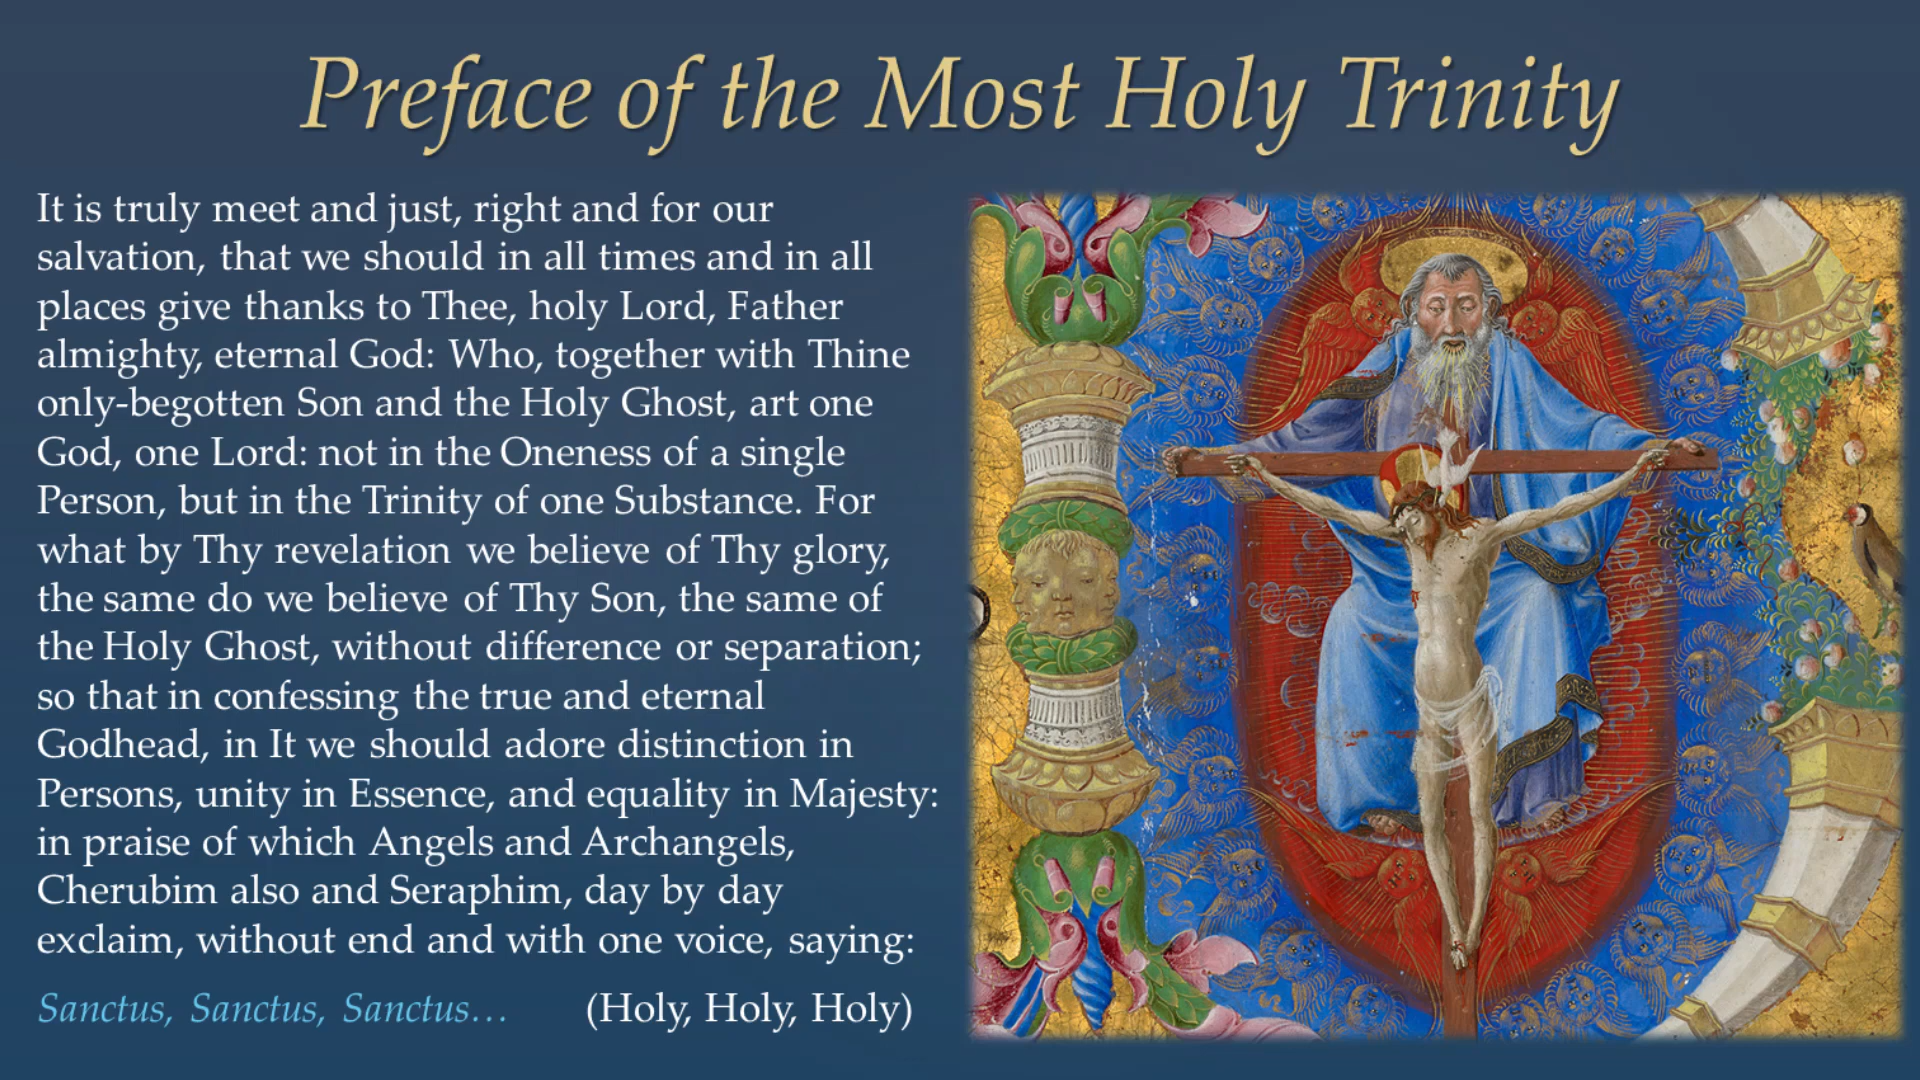 Preface of the Most Holy Trinity
It is truly meet and just, right and for our
salvation, that we should in all times and in all
places give thanks to Thee, holy Lord, Father
almighty, eternal God: Who, together with Thine
only-begotten Son and the Holy Ghost, art one
God, one Lord: not in the Oneness of a single
Person, but in the Trinity of one Substance. For
what by Thy revelation we believe of Thy glory,
the same do we believe of Thy Son, the same of
the Holy Ghost, without difference or separation;
so that in confessing the true and eternal
Godhead, in It we should adore distinction in
Persons, unity in Essence, and equality in Majesty:
in praise of which Angels and Archangels,
Cherubim also and Seraphim, day by day
exclaim, without end and with one voice, saying:
Sanctus, Sanctus, Sanctus… (Holy, Holy, Holy)